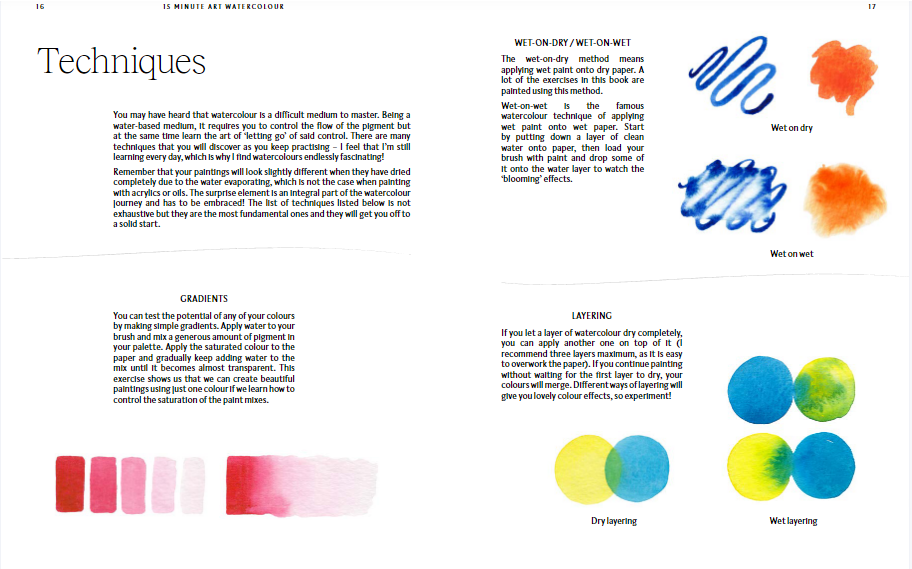 16
15 MINUTE ART WATERCOLOUR
Techniques
You may have heard that watercolour is a difficult medium to master. Being a
water-based medium, it requires you to control the flow of the pigment but
at the same time learn the art of ‘letting go’ of said control. There are many
techniques that you will discover as you keep practising – I feel that I’m still
learning every day, which is why I find watercolours endlessly fascinating!
Remember that your paintings will look slightly different when they have dried
completely due to the water evaporating, which is not the case when painting
with acrylics or oils. The surprise element is an integral part of the watercolour
journey and has to be embraced! The list of techniques listed below is not
exhaustive but they are the most fundamental ones and they will get you off to
a solid start.
GRADIENTS
You can test the potential of any of your colours
by making simple gradients. Apply water to your
brush and mix a generous amount of pigment in
your palette. Apply the saturated colour to the
paper and gradually keep adding water to the
mix until it becomes almost transparent. This
exercise shows us that we can create beautiful
paintings using just one colour if we learn how to
control the saturation of the paint mixes.
17
WET-ON-DRY / WET-ON-WET
The wet-on-dry method means
applying wet paint onto dry paper. A
lot of the exercises in this book are
painted using this method.
Wet-on-wet is the famous
watercolour technique of applying
wet paint onto wet paper. Start
by putting down a layer of clean
water onto paper, then load your
brush with paint and drop some of
it onto the water layer to watch the
‘blooming’ effects.
Wet on dry
Wet on wet
LAYERING
If you let a layer of watercolour dry completely,
you can apply another one on top of it (I
recommend three layers maximum, as it is easy
to overwork the paper). If you continue painting
without waiting for the first layer to dry, your
colours will merge. Different ways of layering will
give you lovely colour effects, so experiment!
Dry layering
Wet layering